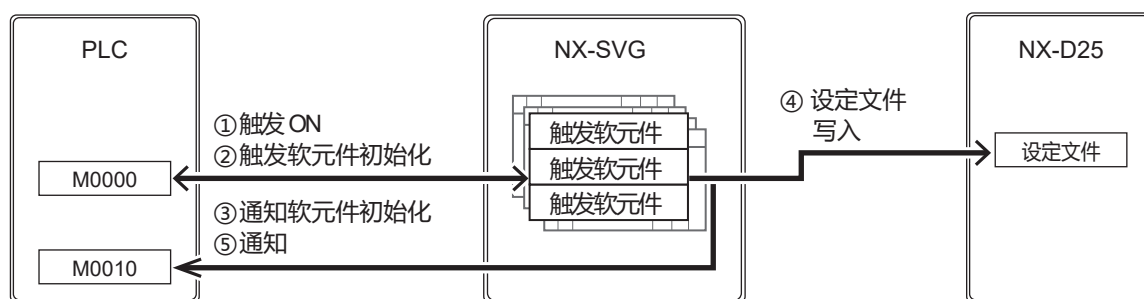 PLC
NX-SVG
NX-D25
①触发ON
②触发软元件初始化
M0000
③通知软元件初始化
⑤通知
M0010
触发软元件
触发软元件
触发软元件
④ 设定文件
写入
设定文件